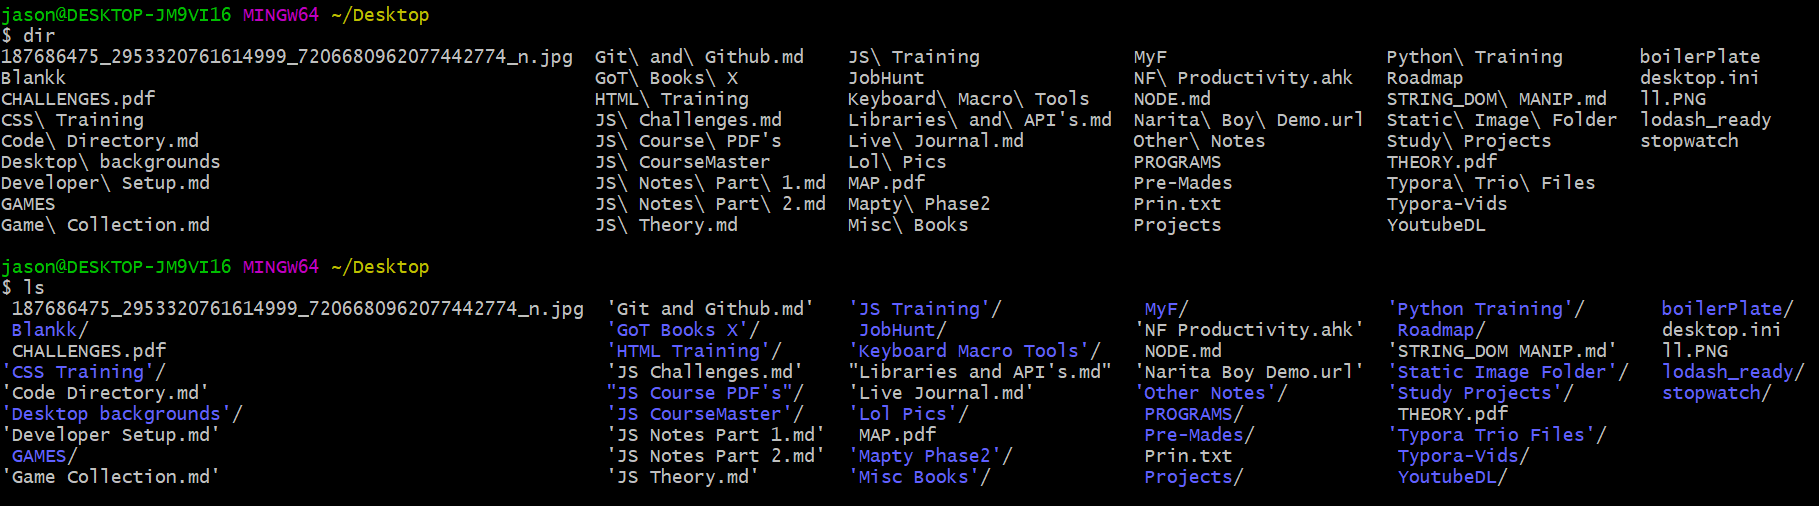 jason@DESKTOP-JM9VI16 MINGW64 ~/Desktop
$ dir
187686475_2953320761614999_7206680962077442774_n.jpg  Git\ and\ Github.md    JS\ Training              MyF                     Python\ Training        boilerPlate
Blankk                                                GoT\ Books\ X          JobHunt                   NF\ Productivity.ahk    Roadmap                 desktop.ini
CHALLENGES.pdf                                        HTML\ Training         Keyboard\ Macro\ Tools    NODE.md                 STRING_DOM\ MANIP.md    ll.PNG
CSS\ Training                                         JS\ Challenges.md      Libraries\ and\ API's.md  Narita\ Boy\ Demo.url   Static\ Image\ Folder   lodash_ready
Code\ Directory.md                                    JS\ Course\ PDF's      Live\ Journal.md          Other\ Notes            Study\ Projects         stopwatch
Desktop\ backgrounds                                  JS\ CourseMaster       Lol\ Pics                 PROGRAMS                THEORY.pdf
Developer\ Setup.md                                   JS\ Notes\ Part\ 1.md  MAP.pdf                   Pre-Mades               Typora\ Trio\ Files
GAMES                                                 JS\ Notes\ Part\ 2.md  Mapty\ Phase2             Prin.txt                Typora-Vids
Game\ Collection.md                                   JS\ Theory.md          Misc\ Books               Projects                YoutubeDL
jason@DESKTOP-JM9VI16 MINGW64 ~/Desktop
$ ls
 187686475_2953320761614999_7206680962077442774_n.jpg  'Git and Github.md'   'JS Training'/             MyF/                   'Python Training'/       boilerPlate/
 Blankk/                                               'GoT Books X'/         JobHunt/                 'NF Productivity.ahk'    Roadmap/                desktop.ini
 CHALLENGES.pdf                                        'HTML Training'/      'Keyboard Macro Tools'/    NODE.md                'STRING_DOM MANIP.md'    ll.PNG
'CSS Training'/                                        'JS Challenges.md'    "Libraries and API's.md"  'Narita Boy Demo.url'   'Static Image Folder'/   lodash_ready/
'Code Directory.md'                                    "JS Course PDF's"/    'Live Journal.md'         'Other Notes'/          'Study Projects'/        stopwatch/
'Desktop backgrounds'/                                 'JS CourseMaster'/    'Lol Pics'/                PROGRAMS/               THEORY.pdf
'Developer Setup.md'                                   'JS Notes Part 1.md'   MAP.pdf                   Pre-Mades/             'Typora Trio Files'/
 GAMES/                                                'JS Notes Part 2.md'  'Mapty Phase2'/            Prin.txt                Typora-Vids/
'Game Collection.md'                                   'JS Theory.md'        'Misc Books'/              Projects/               YoutubeDL/